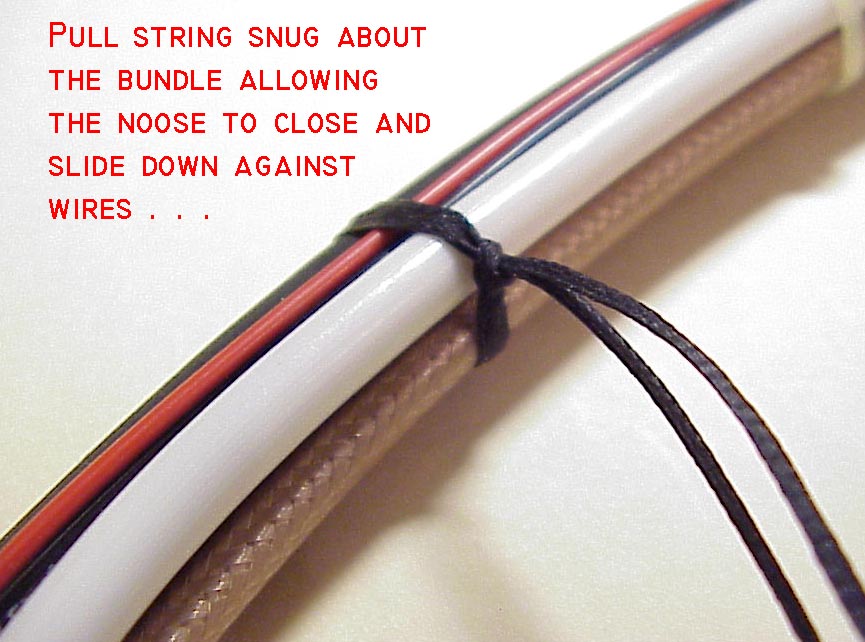 PULL STRING SNUG ABOUT
THE BUNDLE ALLOWING
THE NOOSE TO CLOSE AND
SLIDE DOWN AGAINST
WIRES . . .